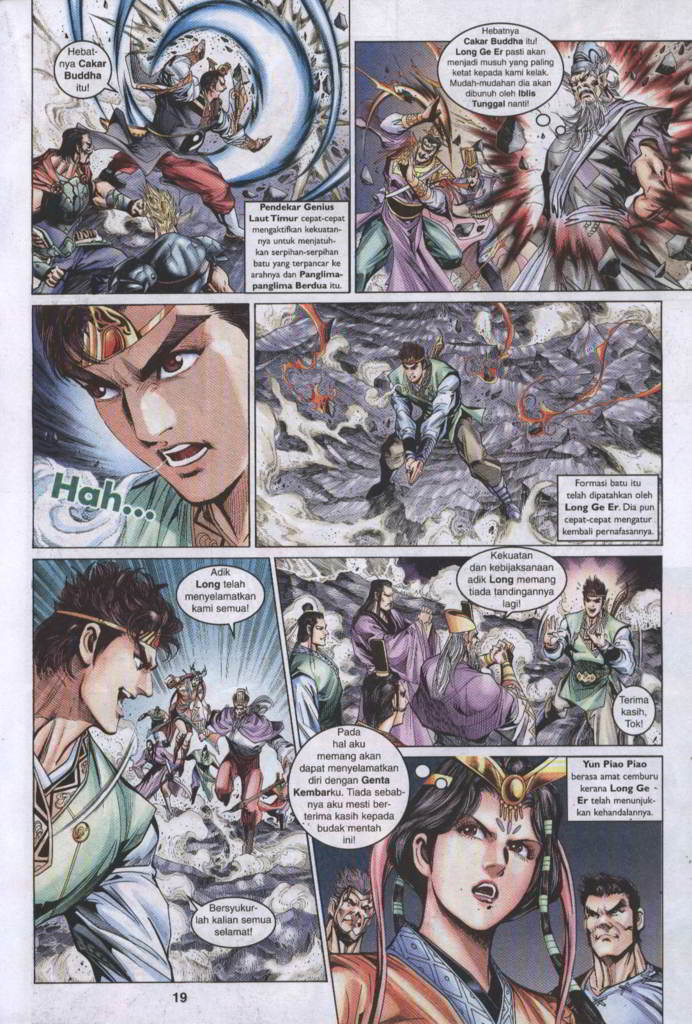 Hebat-
nya Cakar
Buddha
itu!
Pendekar Genius
Laut Timur cepat-cepat
mengaktifkan kekuatan-
nya untuk menjatuh-
kan serpihan-serpihan
batu yang terpancar ke
arahnya dan Panglima-
panglima Berdua itu.
Hebatnya
Cakar Buddha itu!
Long Ge Er pasti akan
menjadi musuh yang paling
ketat kepada kami kelak.
Mudah-mudahan dia akan
dibunuh oleh Iblis
Tunggal nanti!
Hah...
Formasi batu itu
telah dipatahkan oleh
Long Ge Er. Dia pun
cepat-cepat mengatur
kembali pernafasannya.
Adik
Long telah
menyelamatkan
kami semua!
Bersyukur-
lah kalian semua
selamat!
Kekuatan
dan kebijaksanaan
adik Long memang
tiada tandingannya
lagi!
Terima
kasih,
Tok!
Pada
hal aku
memang akan
dapat menyelamatkan
diri dengan Genta
Kembarku. Tiada sebab-
nya aku mesti ber-
terima kasih kepada
budak mentah
ini!
Yun Piao Piao
berasa amat cemburu
kerana Long Ge -
Er telah menunjuk-
kan kehandalannya.
19